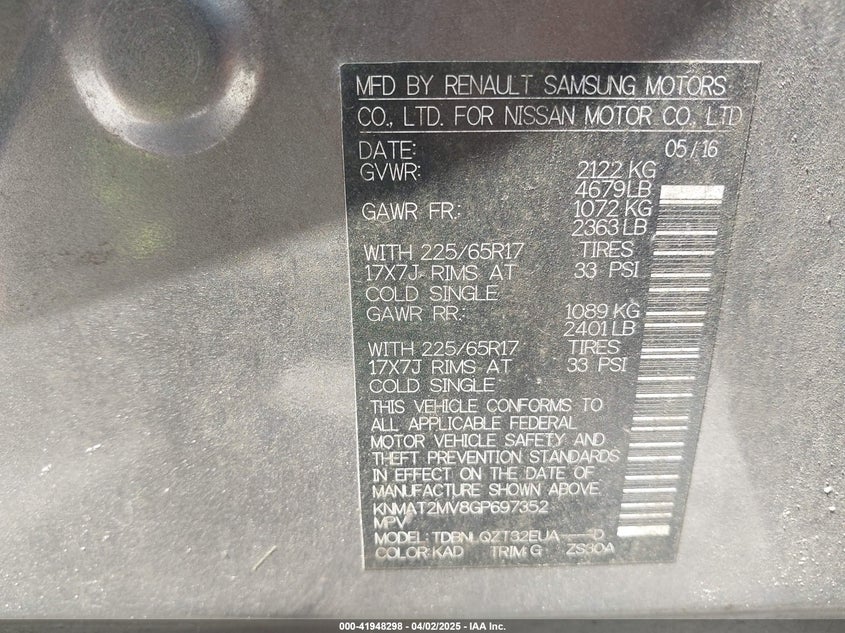 MFD BY RENAULT SAMSUNG MOTORS
CO., LTD. FOR NISSAN MOTOR CO., LTD
DATE: 05/16
GVWR: 2122 KG
4679LB
GAWR FR.: 1072 KG
2363 LB
WITH 225/65R17 TIRES
17X7J RIMS AT 33 PSI
COLD SINGLE
GAWR RR.: 1089 KG
2401 LB
WITH 225/65R17 TIRES
17X7J RIMS AT 33 PSI
COLD SINGLE
THIS VEHICLE CONFORMS TO
ALL APPLICABLE FEDERAL
MOTOR VEHICLE SAFETY AND
THEFT PREVENTION STANDARDS
IN EFFECT ON THE DATE OF
MANUFACTURE SHOWN ABOVE.
KNMAT2MV8GP697352
MPV
MODEL: TDBNLQZT32EUA
COLOR:KAD TRIM:G ZS30A
000-41948298 - 04/02/2025 - IAA Inc.